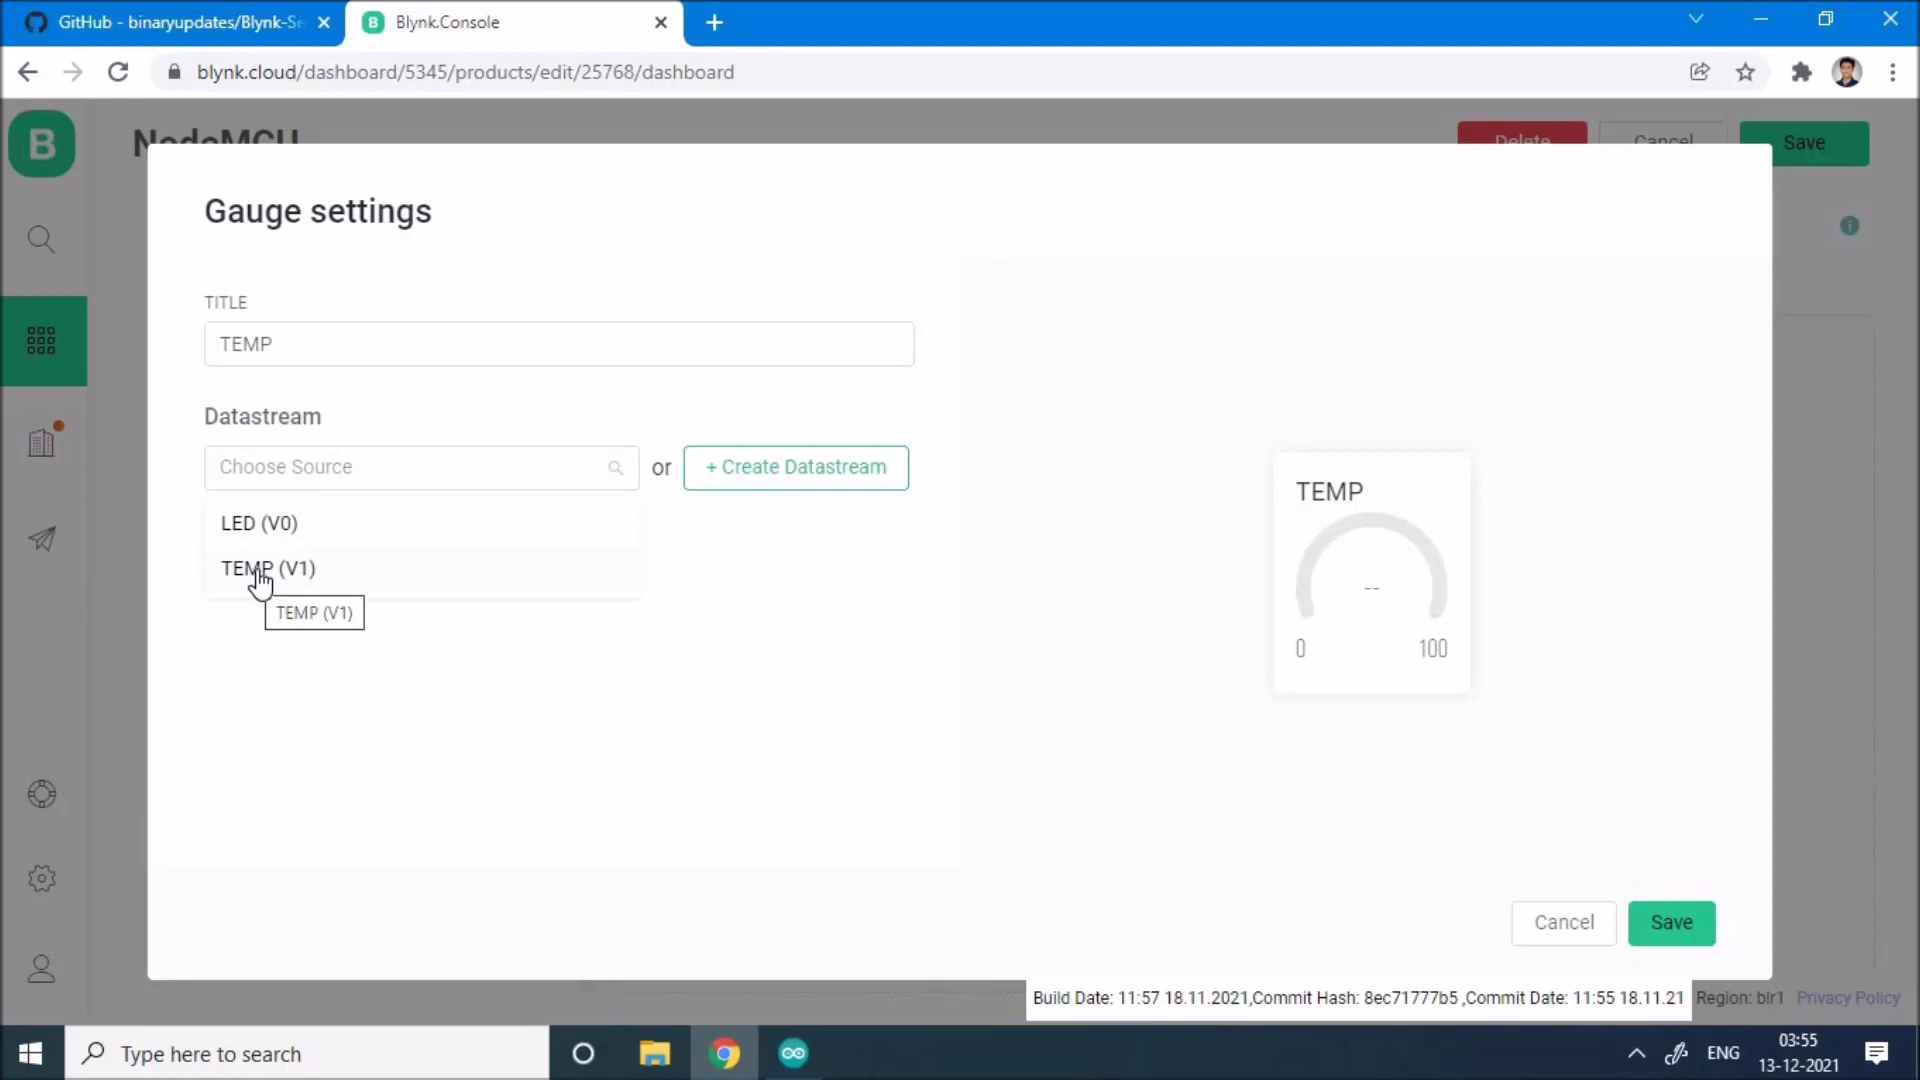 GitHub - binaryupdates/Blynk-Se
B Blynk.Console
blynk.cloud/dashboard/5345/products/edit/25768/dashboard
B
NodeMCU
Delete
Cancel
Save
Gauge settings
TITLE
TEMP
Datastream
Choose Source
or
+ Create Datastream
LED (V0)
TEMP (V1)
TEMP (V1)
TEMP
--
0
100
Cancel
Save
Build Date: 11:57 18.11.2021,Commit Hash: 8ec71777b5 ,Commit Date: 11:55 18.11.21
Region: blr1
Privacy Policy
Type here to search
ENG
03:55
13-12-2021